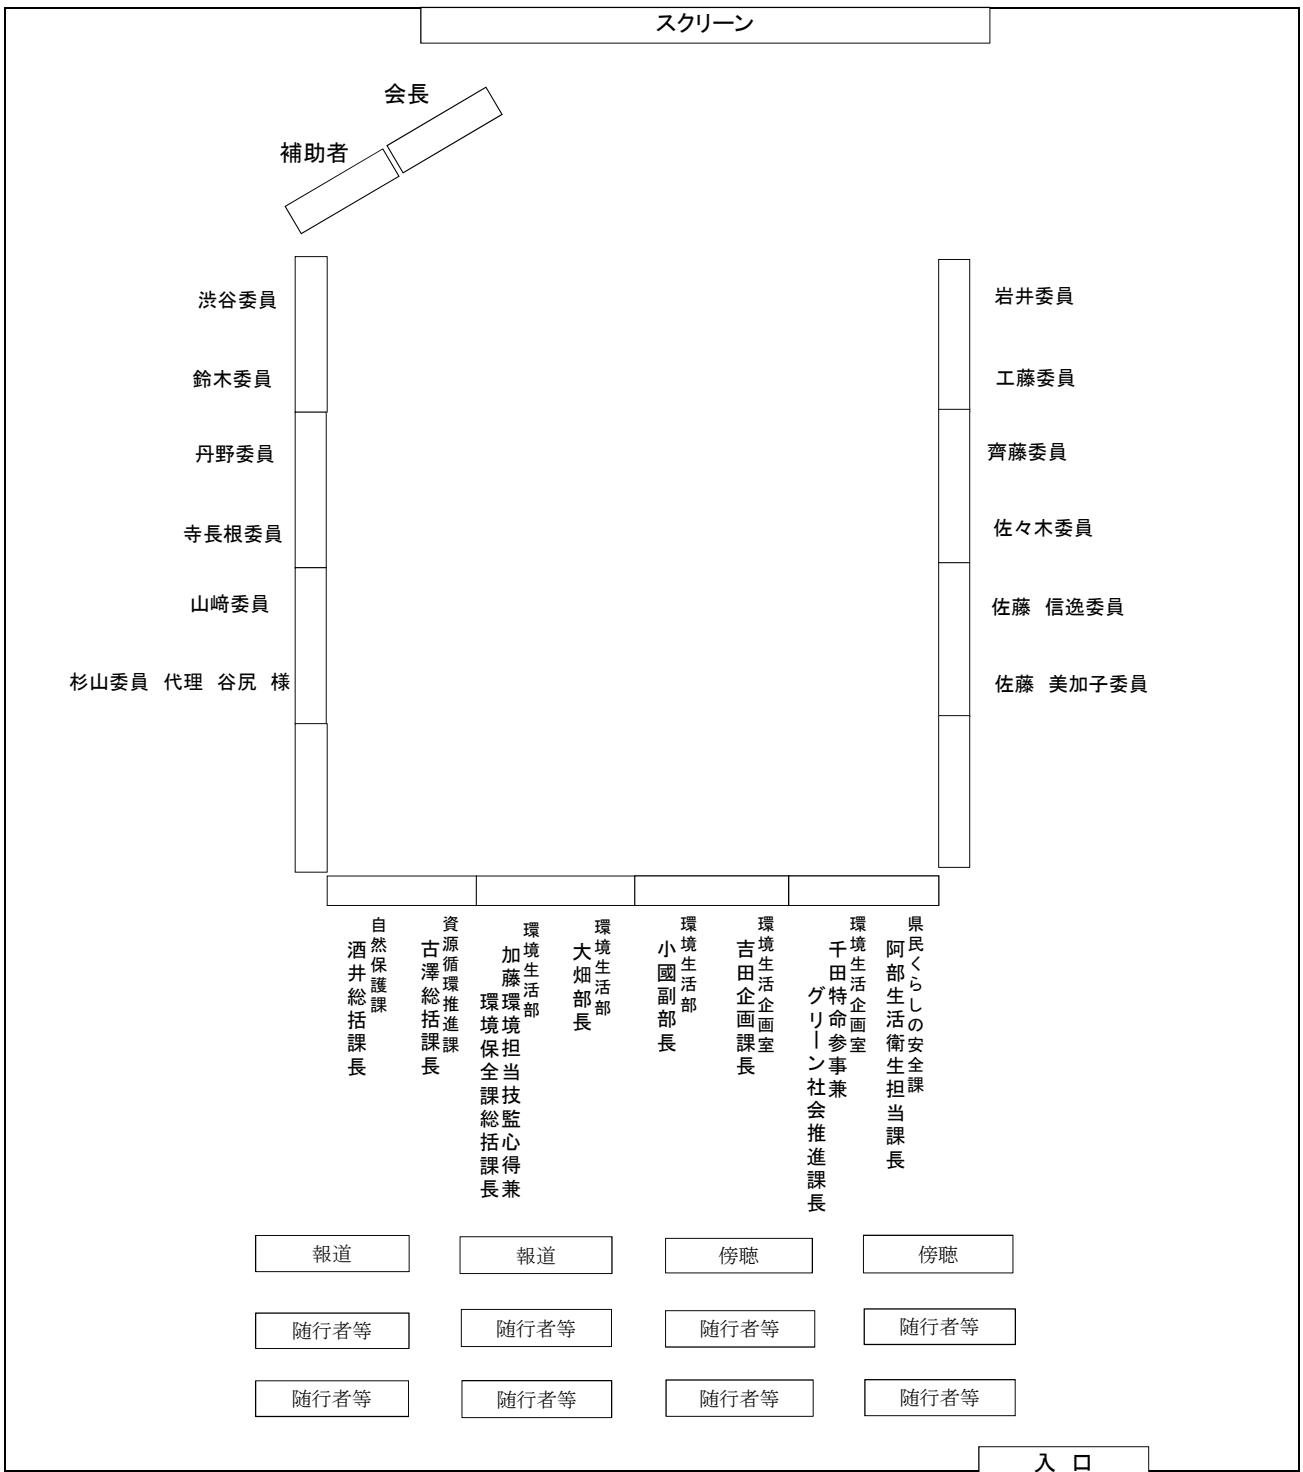 スクリーン
会長
補助者
渋谷委員
岩井委員
鈴木委員
工藤委員
丹野委員
齊藤委員
寺長根委員
佐々木委員
山﨑委員
佐藤　信逸委員
杉山委員　代理　谷尻　様
佐藤　美加子委員
自然保護課
酒井総括課長
資源循環推進課
古澤総括課長
環境生活部
加藤環境担当技監心得兼
環境保全課総括課長
環境生活部
大畑部長
環境生活部
小國副部長
環境生活企画室
吉田企画課長
環境生活企画室
千田特命参事兼
グリーン社会推進課長
県民くらしの安全課
阿部生活衛生担当課長
報道
報道
傍聴
傍聴
随行者等
随行者等
随行者等
随行者等
随行者等
随行者等
随行者等
随行者等
入　口